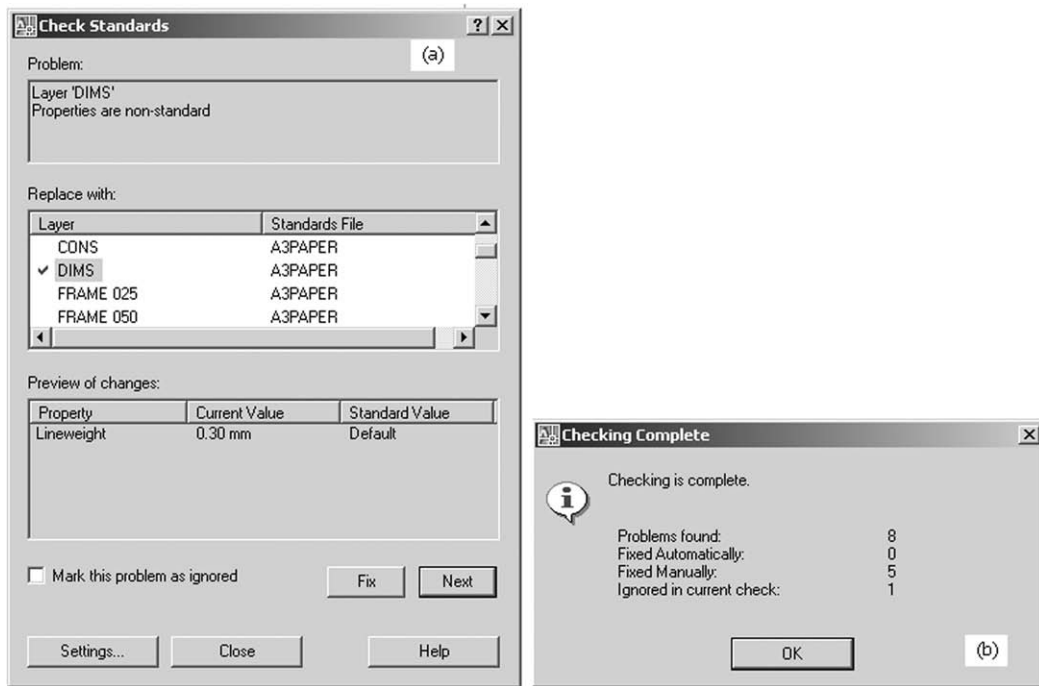 Check Standards
(a)
Problem:
Layer 'DIMS'
Properties are non-standard
Replace with:
Layer Standards File
CONS A3PAPER
DIMS A3PAPER
FRAME 025 A3PAPER
FRAME 050 A3PAPER
Preview of changes:
Property Current Value Standard Value
Lineweight 0.30 mm Default
Mark this problem as ignored Fix Next
Settings... Close Help
Checking Complete
Checking is complete.
Problems found: 8
Fixed Automatically: 0
Fixed Manually: 5
Ignored in current check: 1
OK
(b)